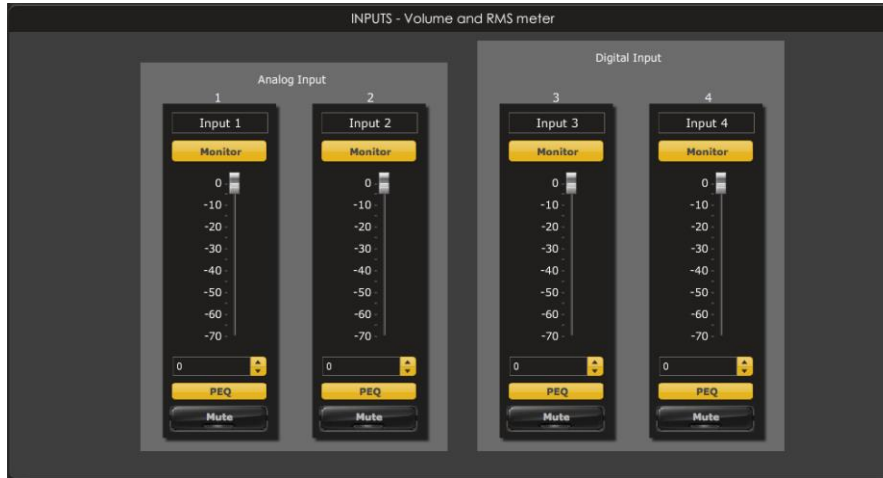 INPUTS - Volume and RMS meter
Digital Input
Analog Input
1 2 3 4
Input 1 Input 2 Input 3 Input 4
Monitor Monitor Monitor Monitor
0 0 0 0
-10 -10 -10 -10
-20 -20 -20 -20
-30 -30 -30 -30
-40 -40 -40 -40
-50 -50 -50 -50
-60 -60 -60 -60
-70 -70 -70 -70
0 0 0 0
PEQ PEQ PEQ PEQ
Mute Mute Mute Mute